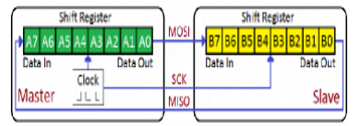 Shift Register
Shift Register
A7 A6 A5 A4 A3 A2 A1 A0
MOSI
B7 B6 B5 B4 B3 B2 B1 B0
Data In
Data Out
Data In
Data Out
Clock
SCK
Master
MISO
Slave